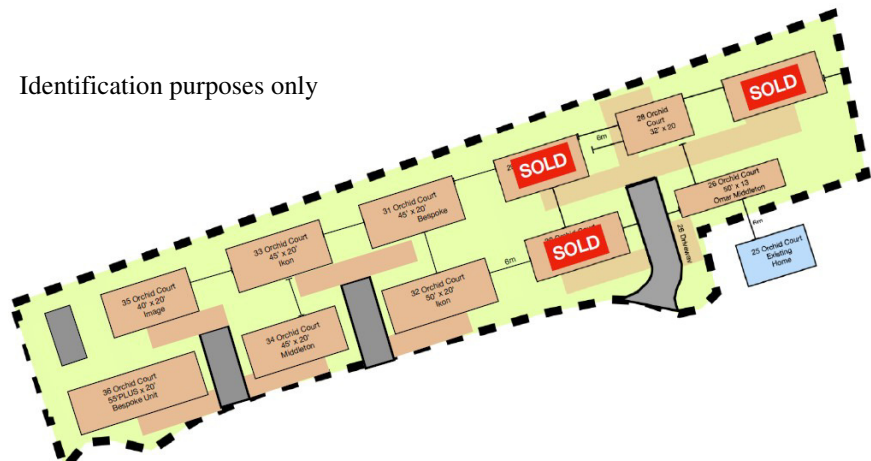 Identification purposes only
SOLD
28 Orchid
Court
32' x 20
6m
SOLD
26 Orchid Court
50' x 13
Omar Middleton
31 Orchid Court
45' x 20'
Bespoke
SOLD
26 Driveway
6m
25 Orchid Court
Existing
Home
33 Orchid Court
45' x 20'
Ikon
32 Orchid Court
50' x 20'
Ikon
6m
35 Orchid Court
40' x 20'
Image
34 Orchid Court
45' x 20'
Middleton
36 Orchid Court
55'PLUS x 20'
Bespoke Unit